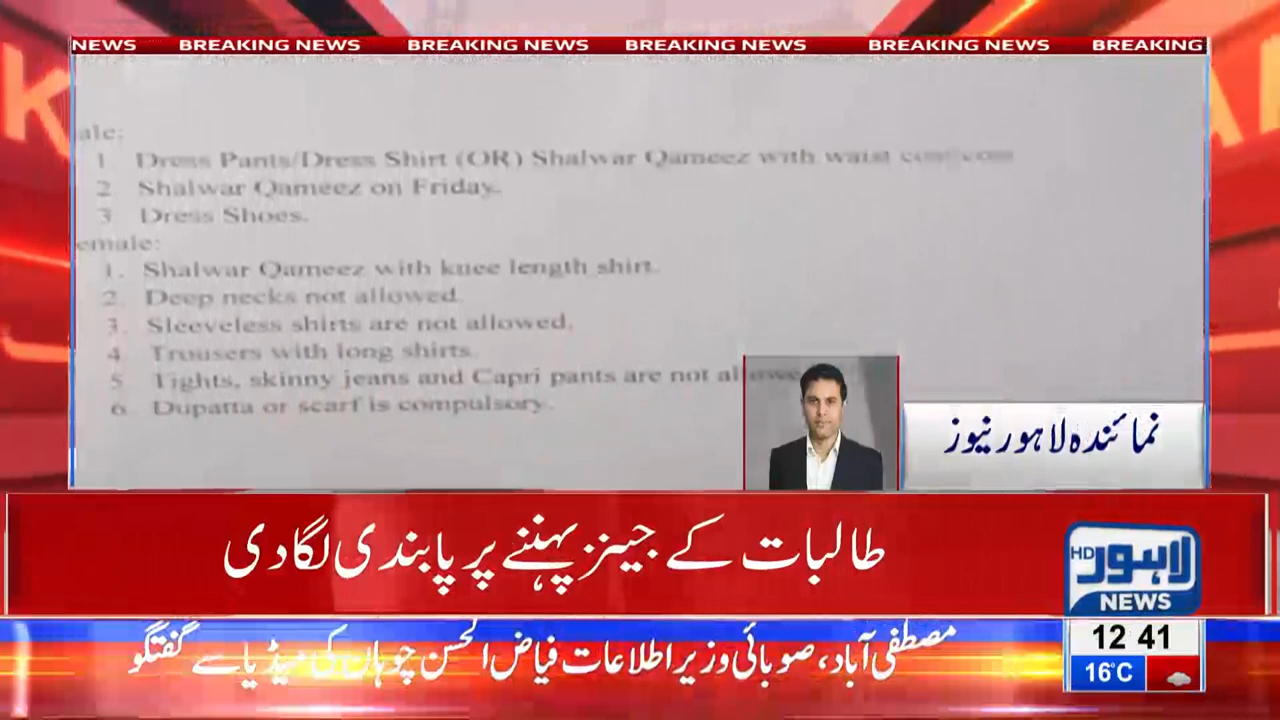 NEWS BREAKING NEWS BREAKING NEWS BREAKING NEWS BREAKING NEWS BREAKING
ale:
1. Dress Pants/Dress Shirt (OR) Shalwar Qameez with waist
2 Shalwar Qameez on Friday.
3 Dress Shoes.
emale:
1. Shalwar Qameez with knee length shirt.
2. Deep necks not allowed.
3. Sleeveless shirts are not allowed.
4. Trousers with long shirts.
5 Tights, skinny jeans and Capri pants are not allowe
6. Dupatta or scarf is compulsory.
نمائندہ لاہور نیوز
طالبات کے جینز پہننے پر پابندی لگادی
HD لاہور
NEWS
مصطفی آباد، صوبائی وزیر اطلاعات فیاض الحسن چوہان کی میڈیا سے گفتگو
12 41
16°C